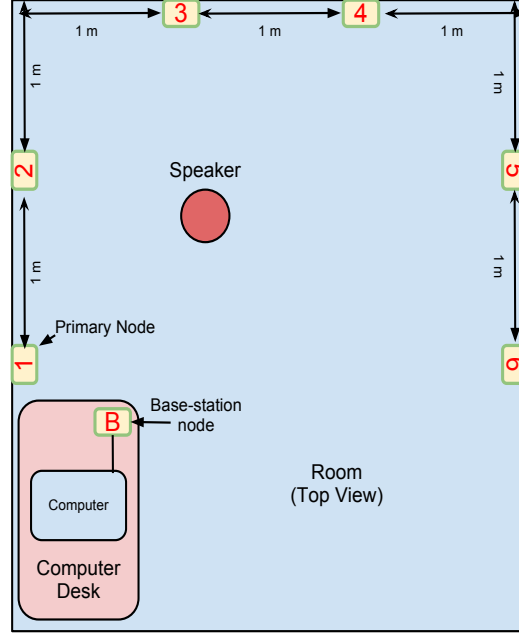 3
4
1 m
1 m
1 m
1 m
1 m
2
Speaker
5
1 m
1 m
Primary Node
1
6
Base-station
node
B
Computer
Room
(Top View)
Computer
Desk